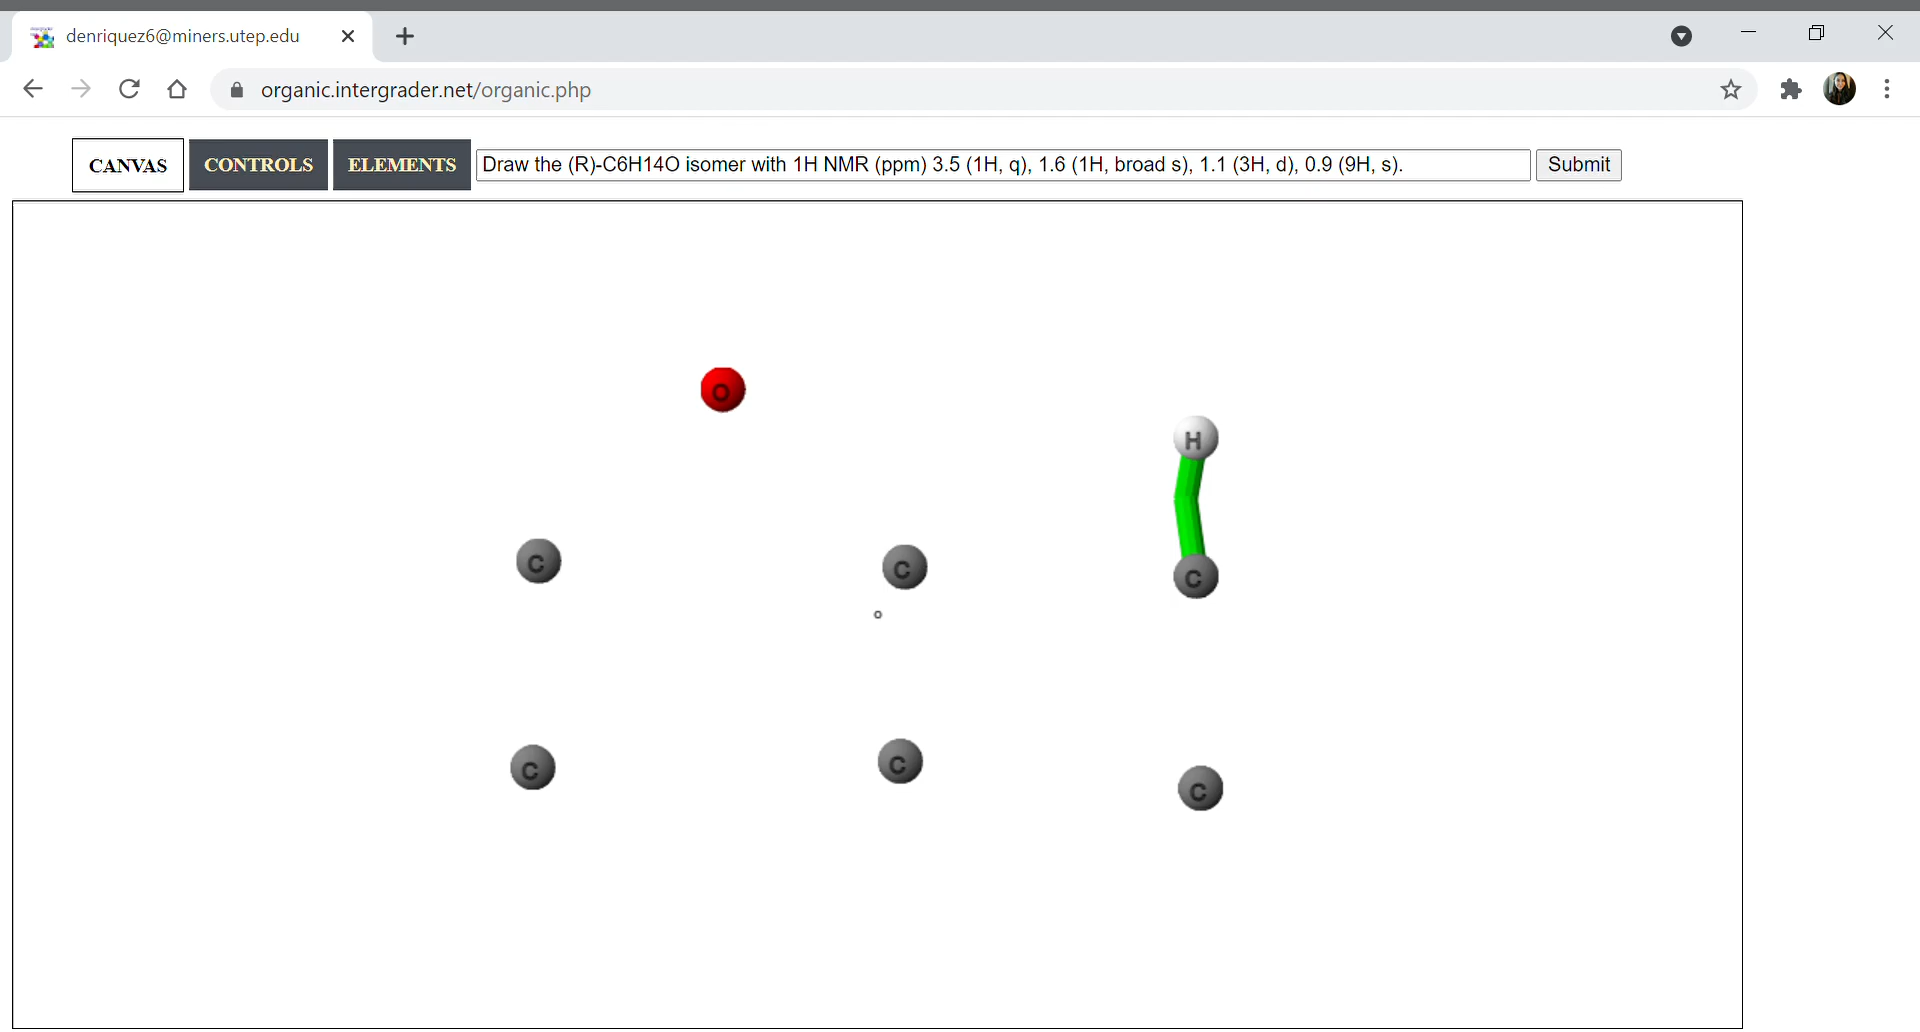 denriquez6@miners.utep.edu
organic.intergrader.net/organic.php
CANVAS CONTROLS ELEMENTS Draw the (R)-C6H14O isomer with 1H NMR (ppm) 3.5 (1H, q), 1.6 (1H, broad s), 1.1 (3H, d), 0.9 (9H, s). Submit
O
H
C C C
C C C